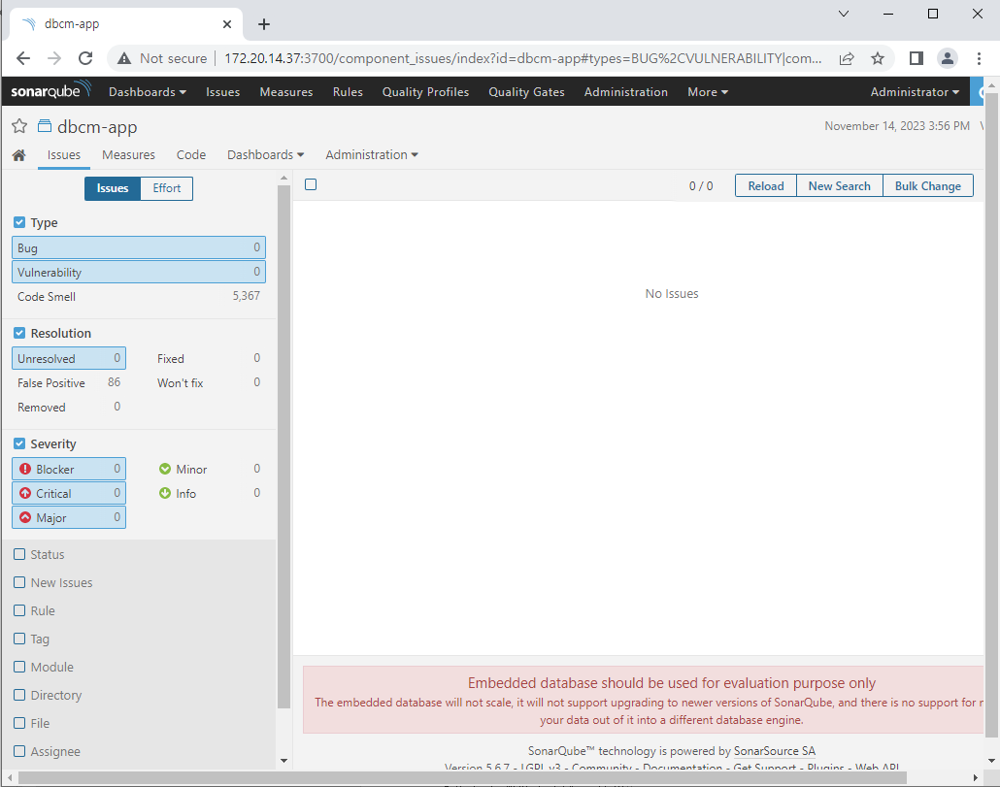 dbcm-app
Not secure 172.20.14.37:3700/component_issues/index?id=dbcm-app#types=BUG%2CVULNERABILITY|com...
sonarqube Dashboards Issues Measures Rules Quality Profiles Quality Gates Administration More Administrator
dbcm-app
November 14, 2023 3:56 PM
Issues Measures Code Dashboards Administration
Issues Effort
0 / 0 Reload New Search Bulk Change
Type
Bug 0
Vulnerability 0
Code Smell 5,367
No Issues
Resolution
Unresolved 0 Fixed 0
False Positive 86 Won't fix 0
Removed 0
Severity
Blocker 0 Minor 0
Critical 0 Info 0
Major 0
Status
New Issues
Rule
Tag
Module
Directory
File
Assignee
Embedded database should be used for evaluation purpose only
The embedded database will not scale, it will not support upgrading to newer versions of SonarQube, and there is no support for
your data out of it into a different database engine.
SonarQube™ technology is powered by SonarSource SA
Version 5.6.7 - LGPL v3 - Community - Documentation - Get Support - Plugins - Web API